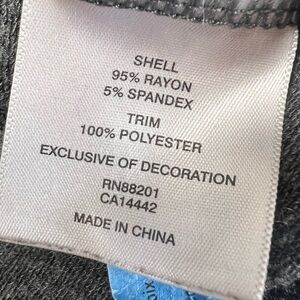 SHELL
95% RAYON
5% SPANDEX
TRIM
100% POLYESTER
EXCLUSIVE OF DECORATION
RN88201
CA14442
MADE IN CHINA